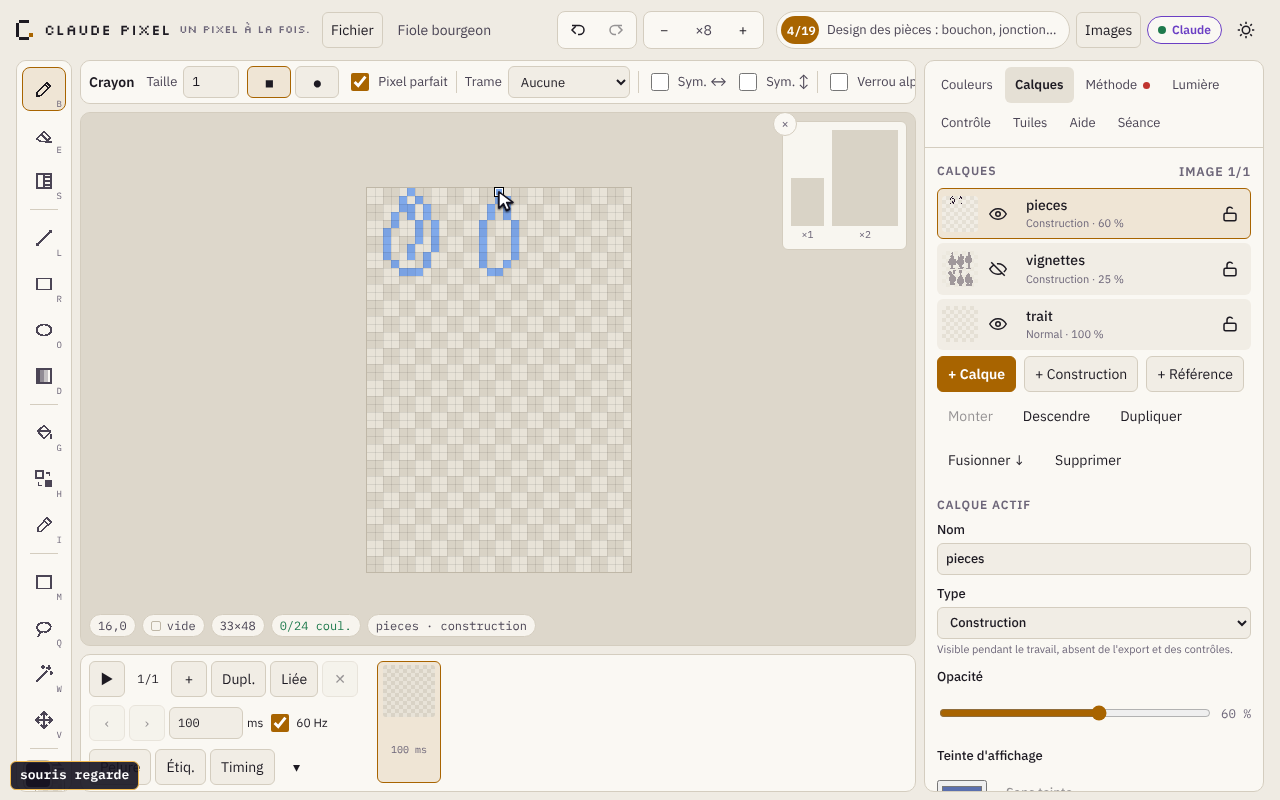 CLAUDE PIXEL
UN PIXEL À LA FOIS.
Fichier
Fiole bourgeon
−
×8
+
4/19
Design des pièces : bouchon, jonction…
Images
Claude
Crayon
Taille
1
Pixel parfait
Trame
Aucune
Sym. ↔
Sym. ↕
Verrou alp
B
E
S
L
R
O
D
G
H
I
M
Q
W
V
×
×1
×2
16,0
vide
33×48
0/24 coul.
pieces · construction
1/1
+
Dupl.
Liée
×
‹
›
100
ms
60 Hz
Étiq.
Timing
▼
100 ms
souris regarde
Couleurs
Calques
Méthode
Lumière
Contrôle
Tuiles
Aide
Séance
CALQUES
IMAGE 1/1
pieces
Construction · 60 %
vignettes
Construction · 25 %
trait
Normal · 100 %
+ Calque
+ Construction
+ Référence
Monter
Descendre
Dupliquer
Fusionner ↓
Supprimer
CALQUE ACTIF
Nom
pieces
Type
Construction
Visible pendant le travail, absent de l'export et des contrôles.
Opacité
60 %
Teinte d'affichage